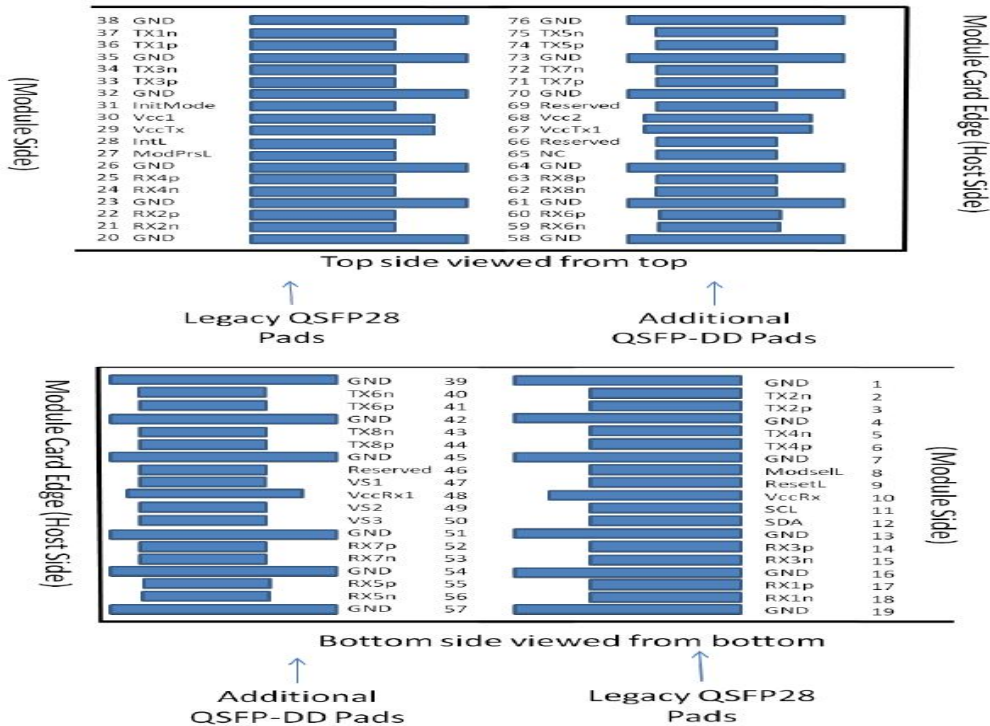 38 GND
37 TX1n
36 TX1p
35 GND
34 TX3n
33 TX3p
32 GND
31 InitMode
30 Vcc1
29 VccTx
28 IntL
27 ModPrsL
26 GND
25 RX4p
24 RX4n
23 GND
22 RX2p
21 RX2n
20 GND
76 GND
75 TX5n
74 TX5p
73 GND
72 TX7n
71 TX7p
70 GND
69 Reserved
68 Vcc2
67 VccTx1
66 Reserved
65 NC
64 GND
63 RX8p
62 RX8n
61 GND
60 RX6p
59 RX6n
58 GND
(Module Side)
Module Card Edge (Host Side)
Top side viewed from top
Legacy QSFP28
Pads
Additional
QSFP-DD Pads
Module Card Edge (Host Side)
GND 39
TX6n 40
TX6p 41
GND 42
TX8n 43
TX8p 44
GND 45
Reserved 46
VS1 47
VccRx1 48
VS2 49
VS3 50
GND 51
RX7p 52
RX7n 53
GND 54
RX5p 55
RX5n 56
GND 57
GND 1
TX2n 2
TX2p 3
GND 4
TX4n 5
TX4p 6
GND 7
ModselL 8
ResetL 9
VccRx 10
SCL 11
SDA 12
GND 13
RX3p 14
RX3n 15
GND 16
RX1p 17
RX1n 18
GND 19
(Module Side)
Bottom side viewed from bottom
Additional
QSFP-DD Pads
Legacy QSFP28
Pads